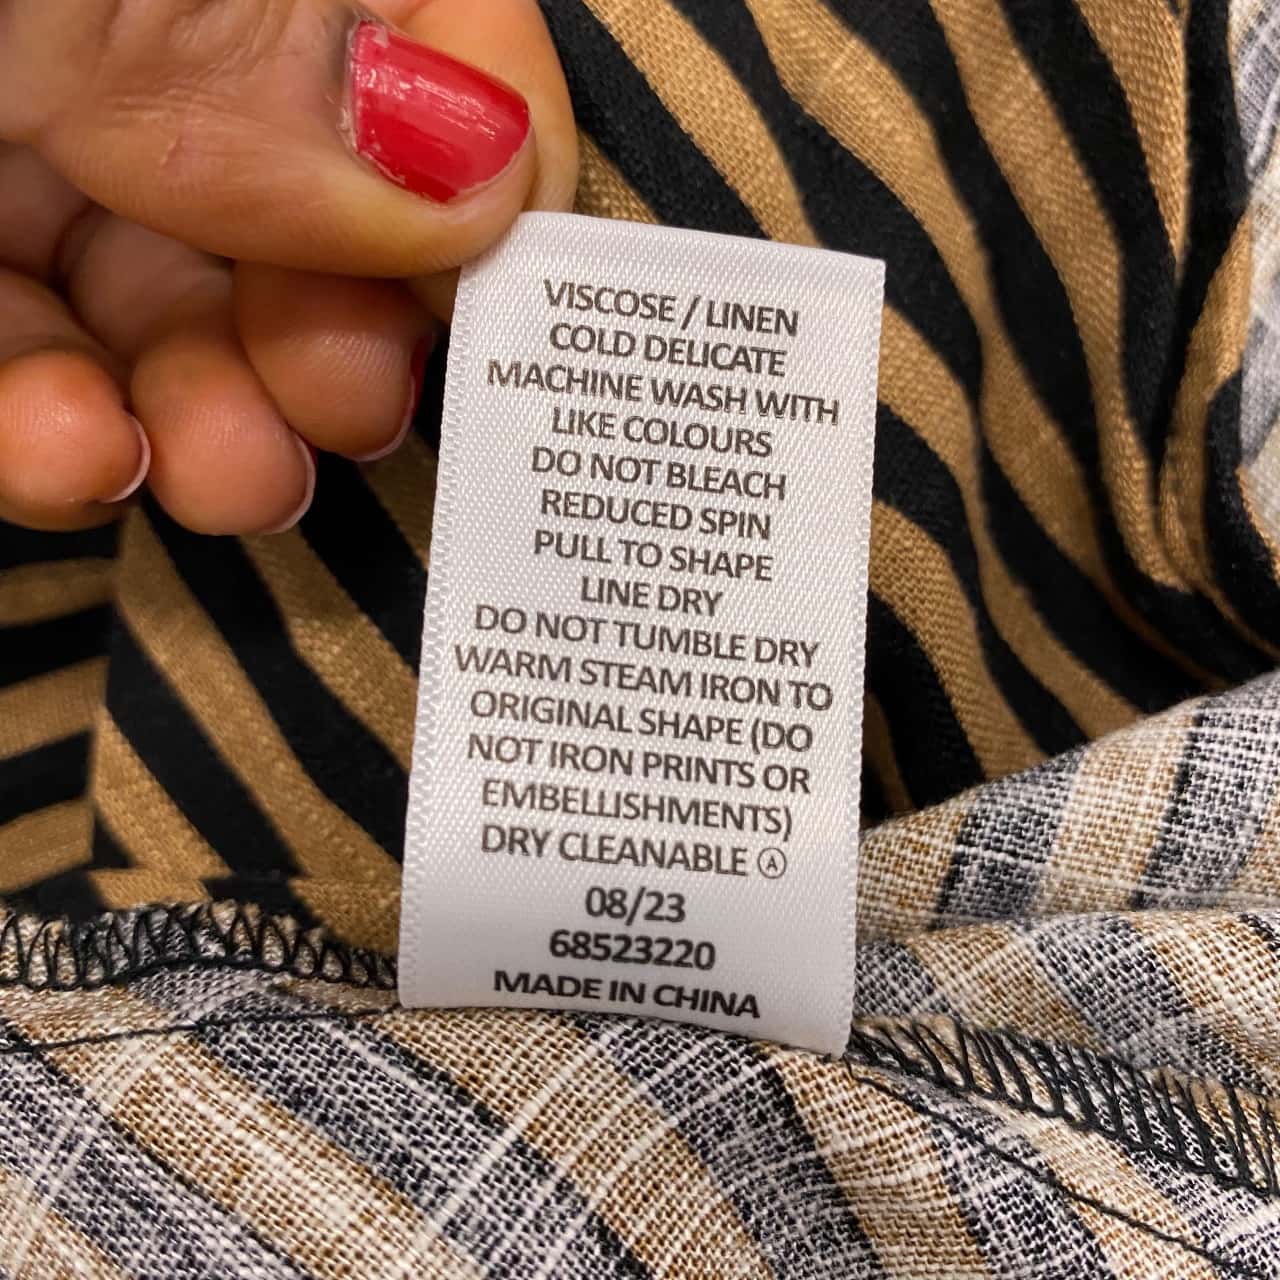 VISCOSE / LINEN
COLD DELICATE
MACHINE WASH WITH
LIKE COLOURS
DO NOT BLEACH
REDUCED SPIN
PULL TO SHAPE
LINE DRY
DO NOT TUMBLE DRY
WARM STEAM IRON TO
ORIGINAL SHAPE (DO
NOT IRON PRINTS OR
EMBELLISHMENTS)
DRY CLEANABLE Ⓐ
08/23
68523220
MADE IN CHINA